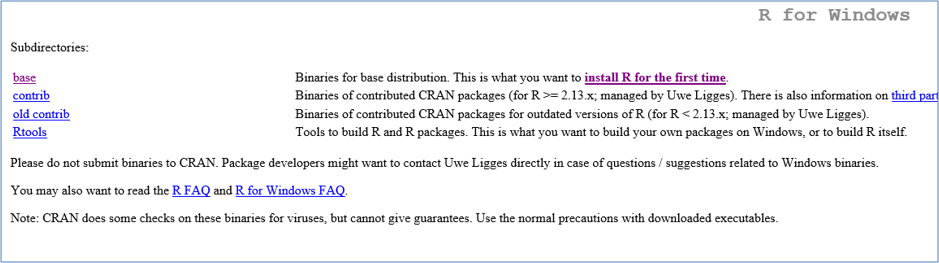 R for Windows
Subdirectories:
base Binaries for base distribution. This is what you want to install R for the first time.
contrib Binaries of contributed CRAN packages (for R >= 2.13.x; managed by Uwe Ligges). There is also information on third part
old contrib Binaries of contributed CRAN packages for outdated versions of R (for R < 2.13.x; managed by Uwe Ligges).
Rtools Tools to build R and R packages. This is what you want to build your own packages on Windows, or to build R itself.
Please do not submit binaries to CRAN. Package developers might want to contact Uwe Ligges directly in case of questions / suggestions related to Windows binaries.
You may also want to read the R FAQ and R for Windows FAQ.
Note: CRAN does some checks on these binaries for viruses, but cannot give guarantees. Use the normal precautions with downloaded executables.